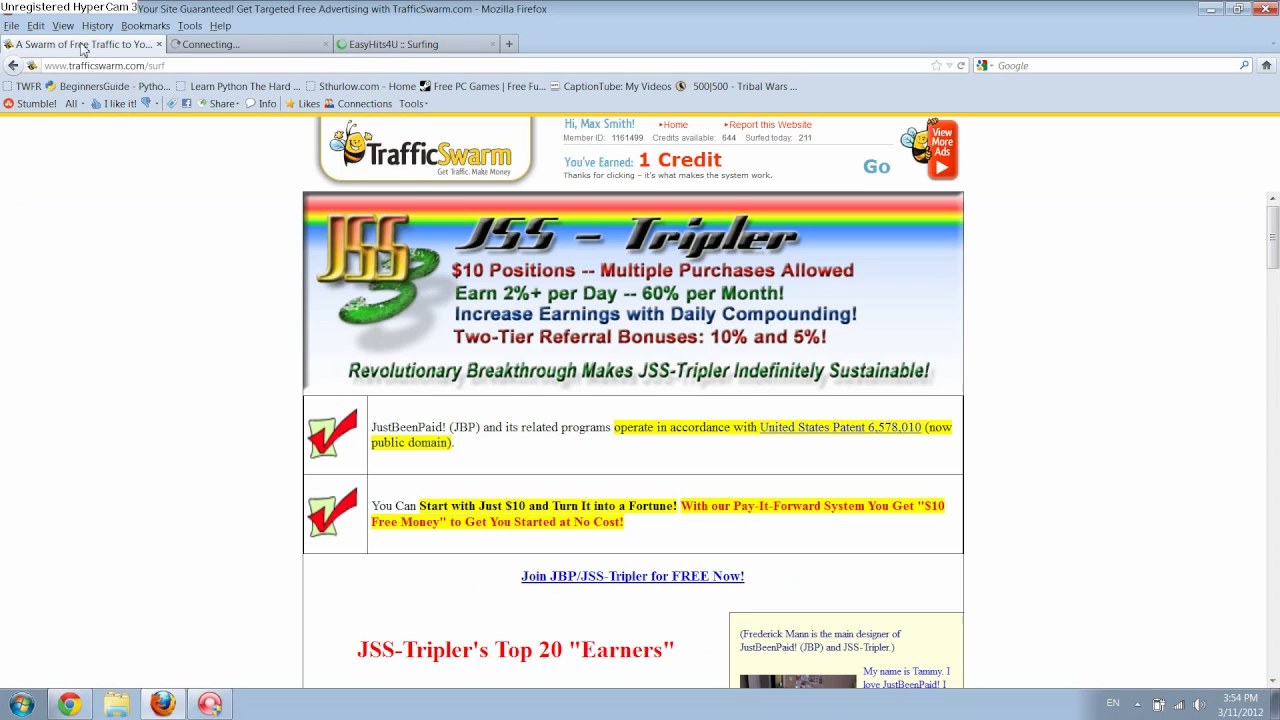 Unregistered HyperCam 3
Your Site Guaranteed! Get Targeted Free Advertising with TrafficSwarm.com - Mozilla Firefox
File Edit View History Bookmarks Tools Help
A Swarm of Free Traffic to Yo... Connecting... EasyHits4U :: Surfing
www.trafficswarm.com/surf Google
TWFR BeginnersGuide - Pytho... Learn Python The Hard ... Sthurlow.com - Home Free PC Games | Free Fu... CaptionTube: My Videos 500|500 - Tribal Wars ...
Stumble! All I like it! Share Info Likes Connections Tools
Hi, Max Smith! Home Report this Website
Member ID: 1161499 Credits available: 644 Surfed today: 211
TrafficSwarm
Get Traffic. Make Money
You've Earned: 1 Credit Go
Thanks for clicking – it's what makes the system work.
View More Ads
JSS
3
JSS - Tripler
$10 Positions -- Multiple Purchases Allowed
Earn 2%+ per Day -- 60% per Month!
Increase Earnings with Daily Compounding!
Two-Tier Referral Bonuses: 10% and 5%!
Revolutionary Breakthrough Makes JSS-Tripler Indefinitely Sustainable!
JustBeenPaid! (JBP) and its related programs operate in accordance with United States Patent 6,578,010 (now
public domain).
You Can Start with Just $10 and Turn It into a Fortune! With our Pay-It-Forward System You Get "$10
Free Money" to Get You Started at No Cost!
Join JBP/JSS-Tripler for FREE Now!
JSS-Tripler's Top 20 "Earners"
(Frederick Mann is the main designer of
JustBeenPaid! (JBP) and JSS-Tripler.)
My name is Tammy. I
love JustBeenPaid! I
EN 3:54 PM
3/11/2012